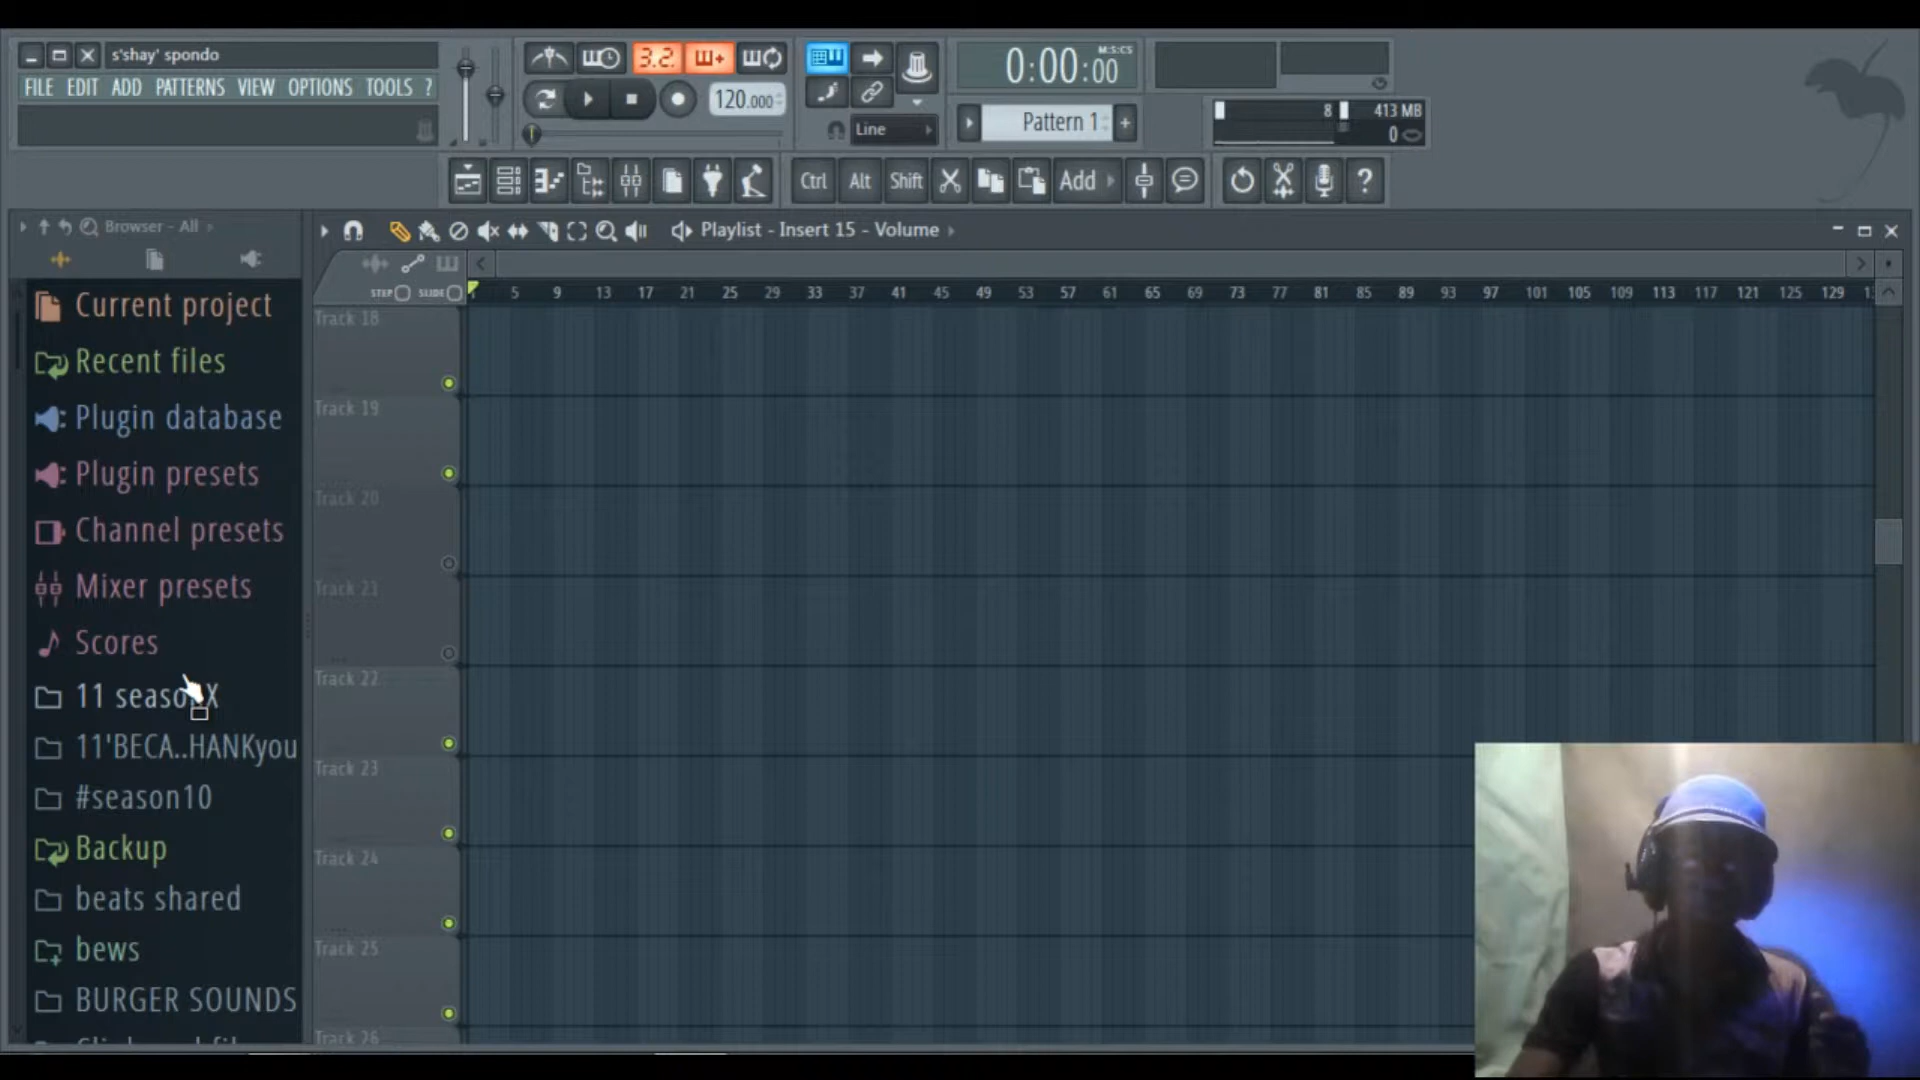 s'shay' spondo
FILE EDIT ADD PATTERNS VIEW OPTIONS TOOLS ?
3.2.
120.000
Line
0:00:00
M:S:CS
Pattern 1
+
8
413 MB
0
Ctrl Alt Shift
Add
?
Browser - All
Playlist - Insert 15 - Volume
STEP SLIDE
5 9 13 17 21 25 29 33 37 41 45 49 53 57 61 65 69 73 77 81 85 89 93 97 101 105 109 113 117 121 125 129
Current project
Recent files
Plugin database
Plugin presets
Channel presets
Mixer presets
Scores
11 seasonX
11'BECA..HANKyou
#season10
Backup
beats shared
bews
BURGER SOUNDS
Track 18
Track 19
Track 20
Track 21
Track 22
Track 23
Track 24
Track 25
Track 26